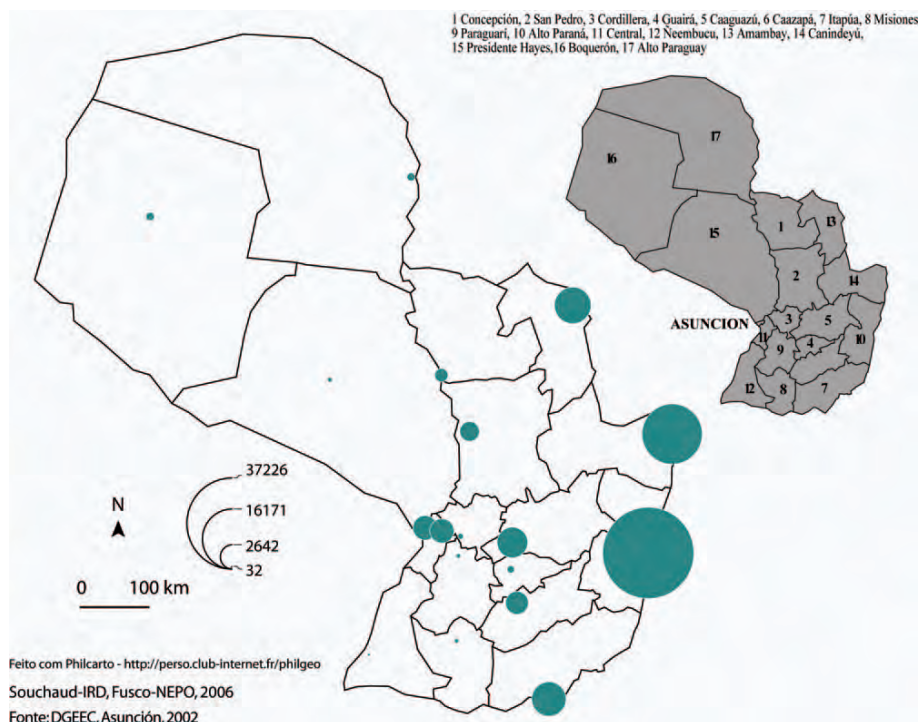 1 Concepción, 2 San Pedro, 3 Cordillera, 4 Guairá, 5 Caaguazú, 6 Caazapá, 7 Itapúa, 8 Misiones
9 Paraguarí, 10 Alto Paraná, 11 Central, 12 Ñeembucu, 13 Amambay, 14 Canindeyú,
15 Presidente Hayes,16 Boquerón, 17 Alto Paraguay
17
16
15
1
13
2
14
ASUNCION
3
5
11
4
10
9
12
8
7
37226
16171
2642
32
N
0 100 km
Feito com Philcarto - http://perso.club-internet.fr/philgeo
Souchaud-IRD, Fusco-NEPO, 2006
Fonte: DGEEC, Asunción, 2002